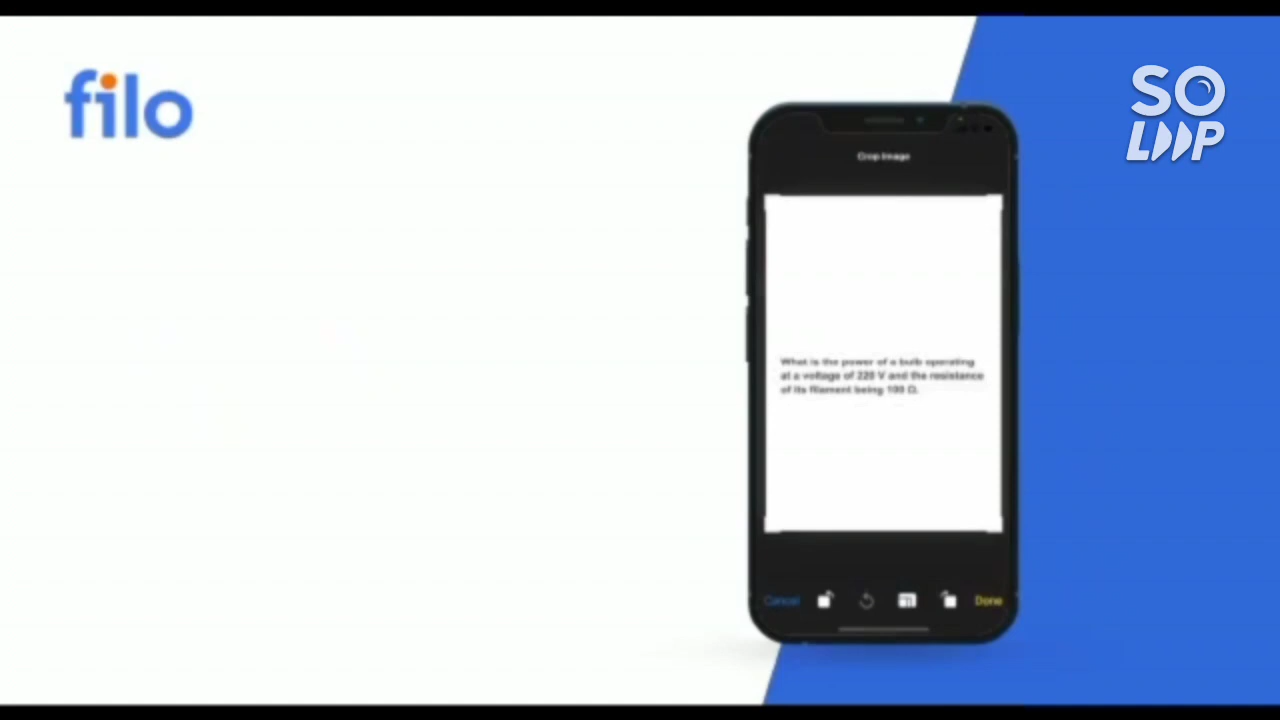 filo
SO
LOOP
Crop Image
What is the power of a bulb operating
at a voltage of 220 V and the resistance
of its filament being 100 Ω.
Cancel
Done